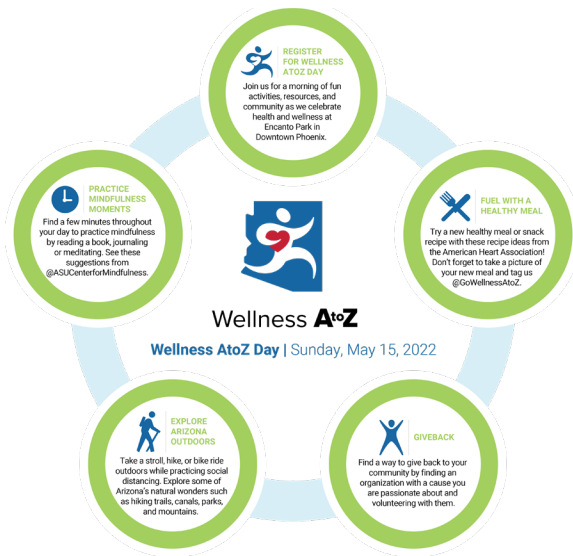 REGISTER
FOR WELLNESS
ATOZ DAY
Join us for a morning of fun
activities, resources, and
community as we celebrate
health and wellness at
Encanto Park in
Downtown Phoenix.
PRACTICE
MINDFULNESS
MOMENTS
Find a few minutes throughout
your day to practice mindfulness
by reading a book, journaling
or meditating. See these
suggestions from
@ASUCenterforMindfulness.
FUEL WITH A
HEALTHY MEAL
Try a new healthy meal or snack
recipe with these recipe ideas from
the American Heart Association!
Don't forget to take a picture of
your new meal and tag us
@GoWellnessAtoZ.
Wellness AtoZ
Wellness AtoZ Day | Sunday, May 15, 2022
EXPLORE
ARIZONA
OUTDOORS
Take a stroll, hike, or bike ride
outdoors while practicing social
distancing. Explore some of
Arizona's natural wonders such
as hiking trails, canals, parks,
and mountains.
GIVEBACK
Find a way to give back to your
community by finding an
organization with a cause you
are passionate about and
volunteering with them.